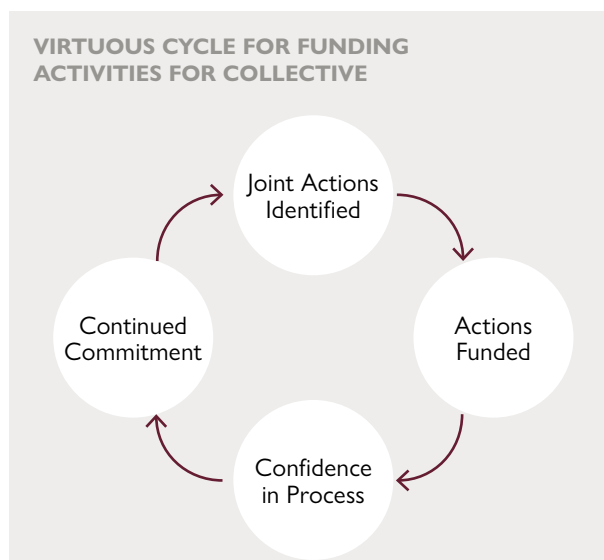 VIRTUOUS CYCLE FOR FUNDING
ACTIVITIES FOR COLLECTIVE
Joint Actions
Identified
Actions
Funded
Confidence
in Process
Continued
Commitment